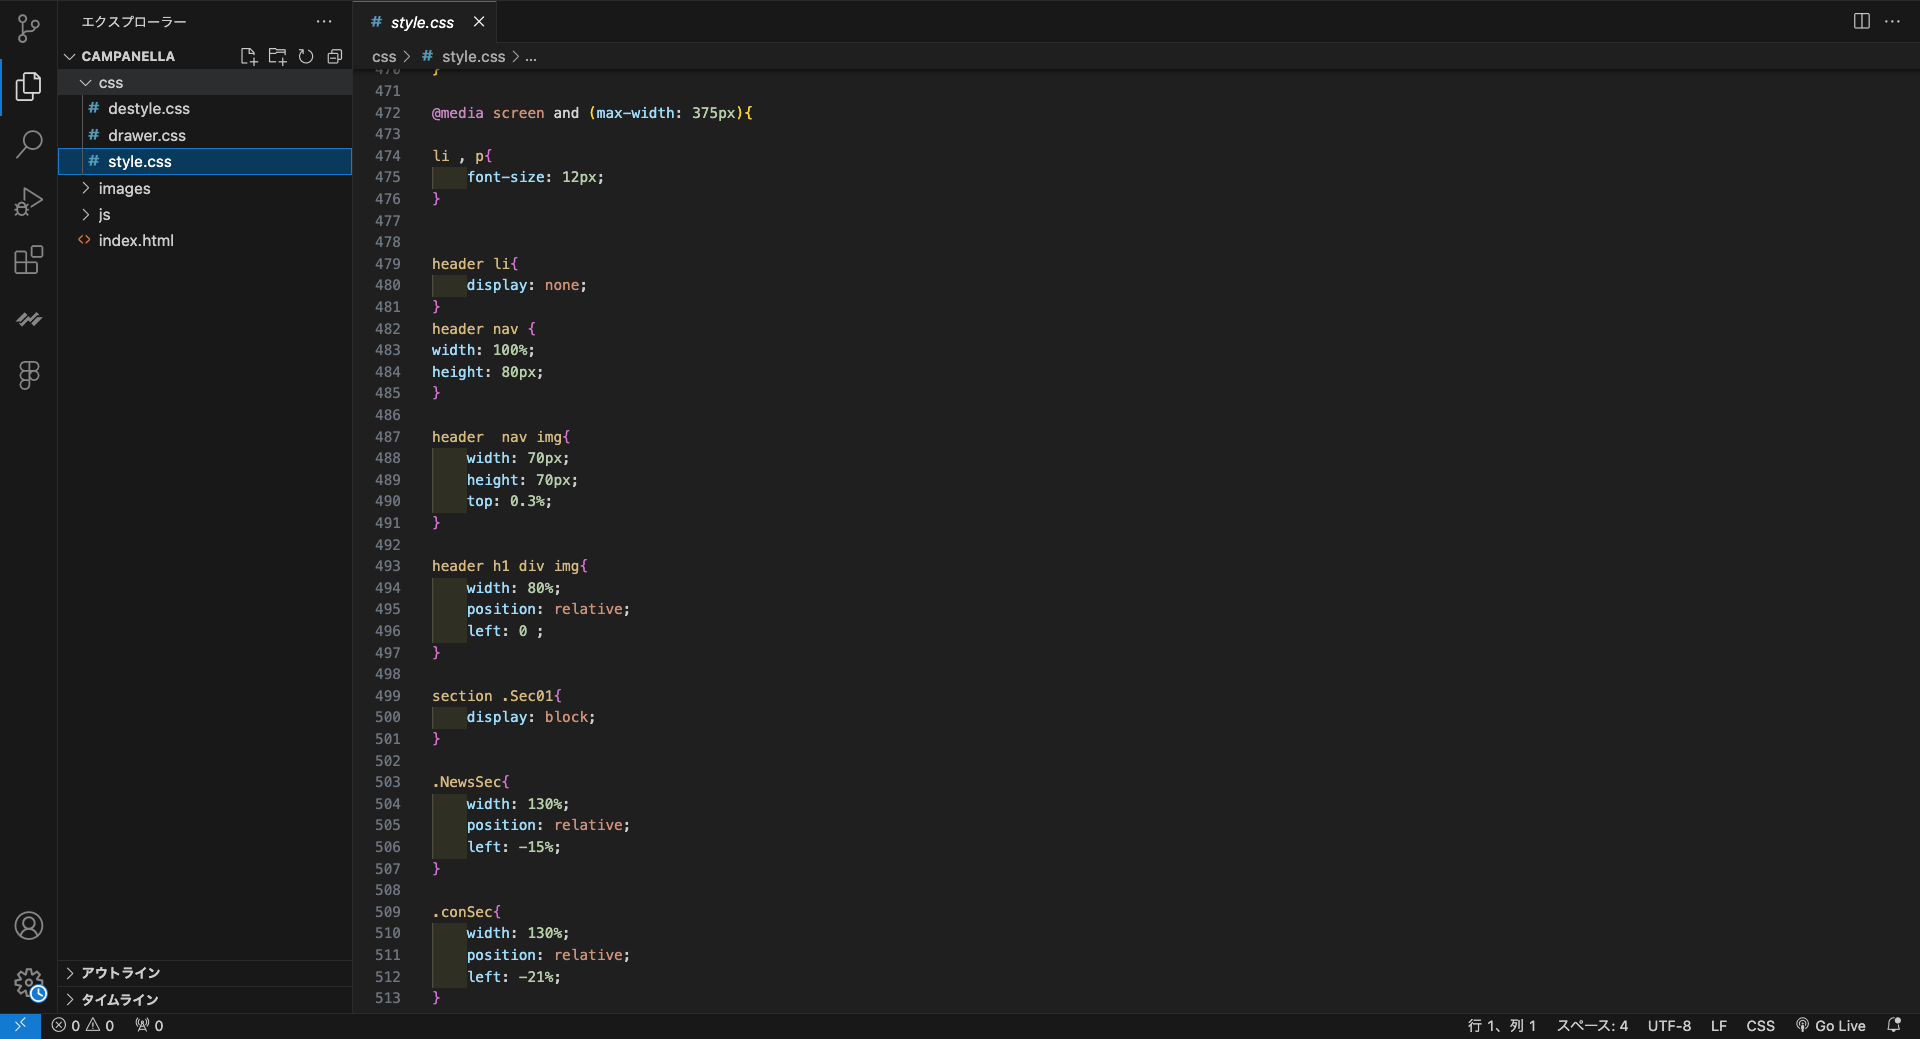 エクスプローラー
CAMPANELLA
css
destyle.css
drawer.css
style.css
images
js
index.html
アウトライン
タイムライン
# style.css
css > # style.css > ...
470 }
471
472 @media screen and (max-width: 375px){
473
474 li , p{
475     font-size: 12px;
476 }
477
478
479 header li{
480     display: none;
481 }
482 header nav {
483 width: 100%;
484 height: 80px;
485 }
486
487 header  nav img{
488     width: 70px;
489     height: 70px;
490     top: 0.3%;
491 }
492
493 header h1 div img{
494     width: 80%;
495     position: relative;
496     left: 0 ;
497 }
498
499 section .Sec01{
500     display: block;
501 }
502
503 .NewsSec{
504     width: 130%;
505     position: relative;
506     left: -15%;
507 }
508
509 .conSec{
510     width: 130%;
511     position: relative;
512     left: -21%;
513 }
0 0 0 行 1、列 1 スペース: 4 UTF-8 LF CSS Go Live